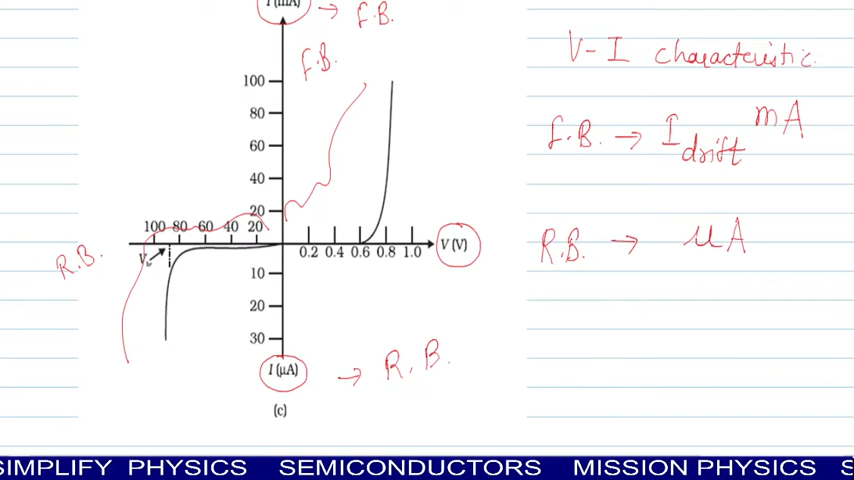 I (mA) → F.B.
F.B.
V-I characteristic
100
80
60
40
20
F.B. → I drift mA
100 80 60 40 20
0.2 0.4 0.6 0.8 1.0
V (V)
R.B.
R.B. → μA
10
20
30
I (μA) → R.B.
(c)
SIMPLIFY PHYSICS SEMICONDUCTORS MISSION PHYSICS S